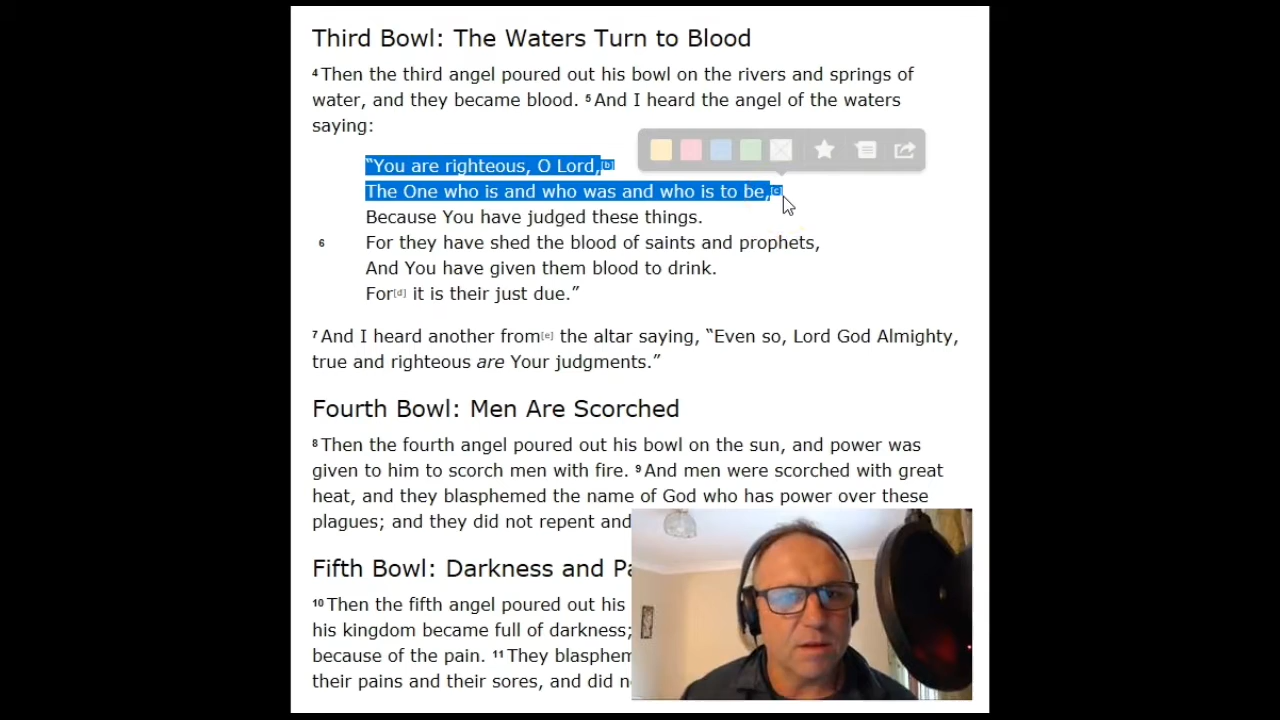 Third Bowl: The Waters Turn to Blood
4 Then the third angel poured out his bowl on the rivers and springs of
water, and they became blood. 5 And I heard the angel of the waters
saying:
“You are righteous, O Lord,[b]
The One who is and who was and who is to be,[c]
Because You have judged these things.
6 For they have shed the blood of saints and prophets,
And You have given them blood to drink.
For[d] it is their just due.”
7 And I heard another from[e] the altar saying, “Even so, Lord God Almighty,
true and righteous are Your judgments.”
Fourth Bowl: Men Are Scorched
8 Then the fourth angel poured out his bowl on the sun, and power was
given to him to scorch men with fire. 9 And men were scorched with great
heat, and they blasphemed the name of God who has power over these
plagues; and they did not repent and
Fifth Bowl: Darkness and Pa
10 Then the fifth angel poured out his
his kingdom became full of darkness;
because of the pain. 11 They blasphem
their pains and their sores, and did n